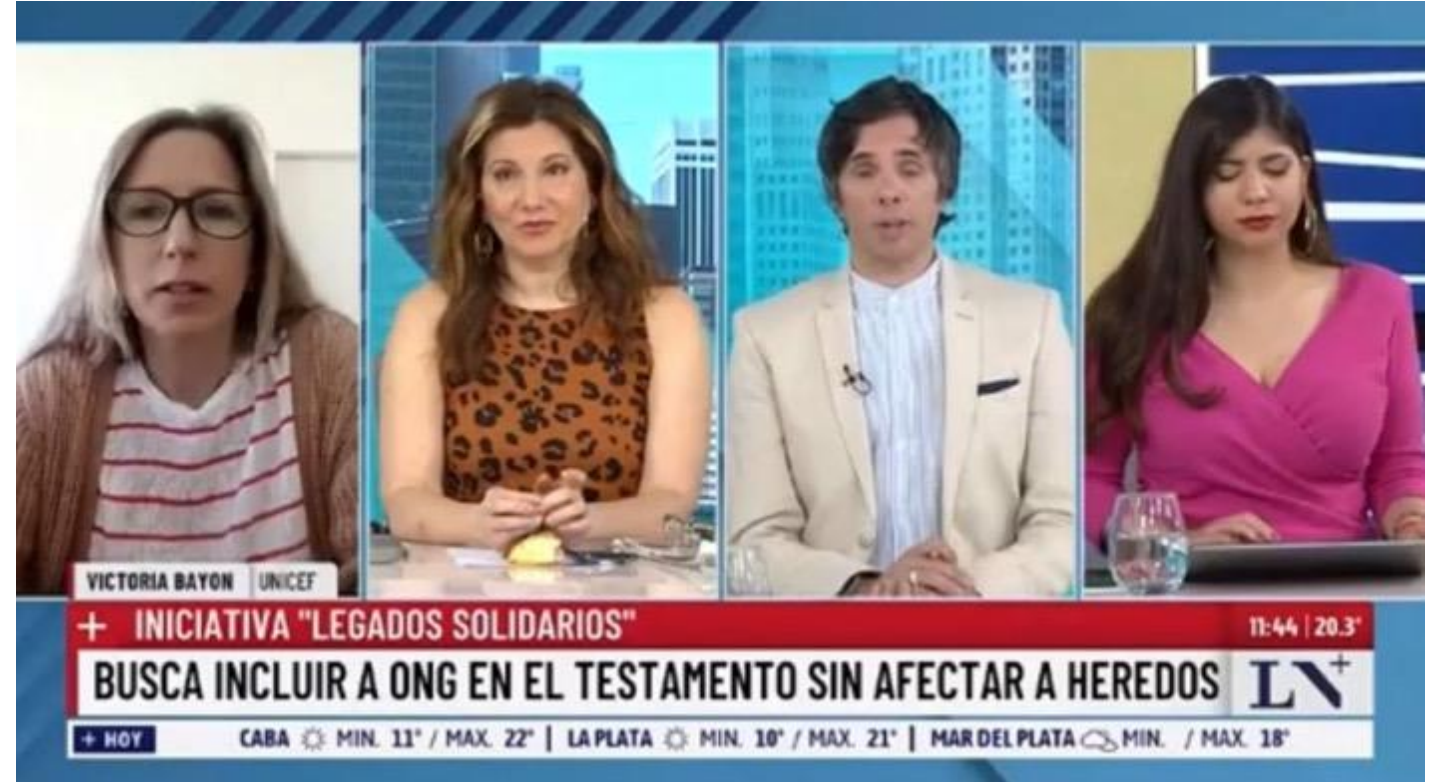 VICTORIA BAYON UNICEF
+ INICIATIVA "LEGADOS SOLIDARIOS"
11:44 | 20.3°
BUSCA INCLUIR A ONG EN EL TESTAMENTO SIN AFECTAR A HEREDOS
LN+
+ HOY CABA MIN. 11° / MAX. 22° | LA PLATA MIN. 10° / MAX. 21° | MAR DEL PLATA MIN. / MAX. 18°